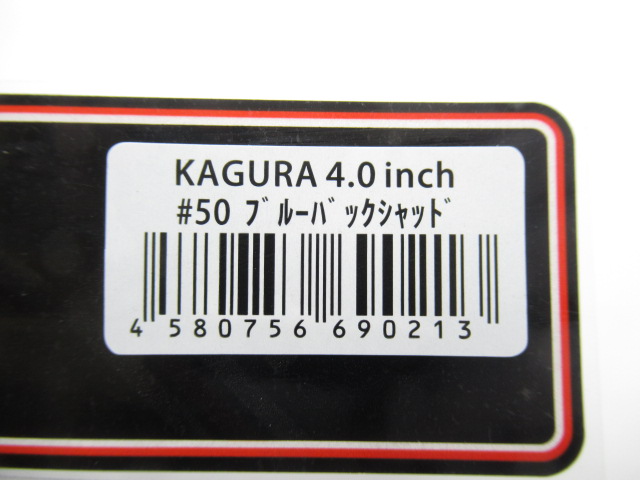 KAGURA 4.0 inch
#50 ﾌﾞﾙｰﾊﾞｯｸｼｬｯﾄﾞ
4 580756 690213